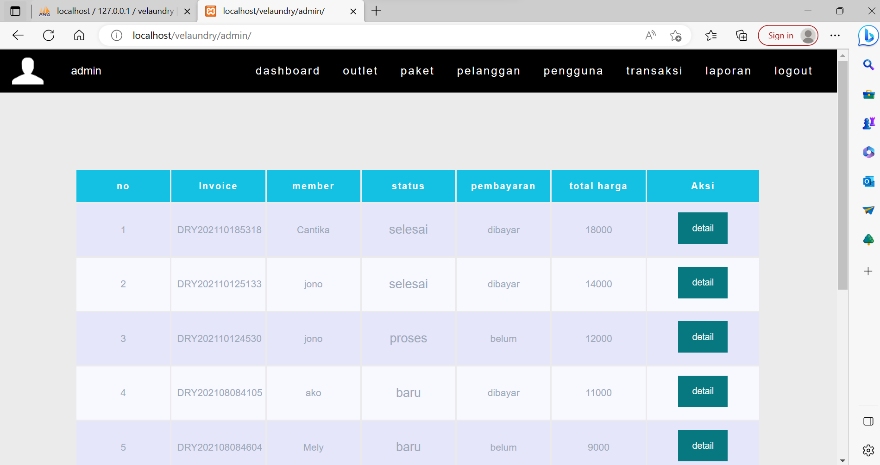 localhost / 127.0.0.1 / velaundry
localhost/velaundry/admin/
localhost/velaundry/admin/
Sign in
admin
dashboard outlet paket pelanggan pengguna transaksi laporan logout
no Invoice member status pembayaran total harga Aksi
1 DRY202110185318 Cantika selesai dibayar 18000 detail
2 DRY202110125133 jono selesai dibayar 14000 detail
3 DRY202110124530 jono proses belum 12000 detail
4 DRY202108084105 ako baru dibayar 11000 detail
5 DRY202108084604 Mely baru belum 9000 detail